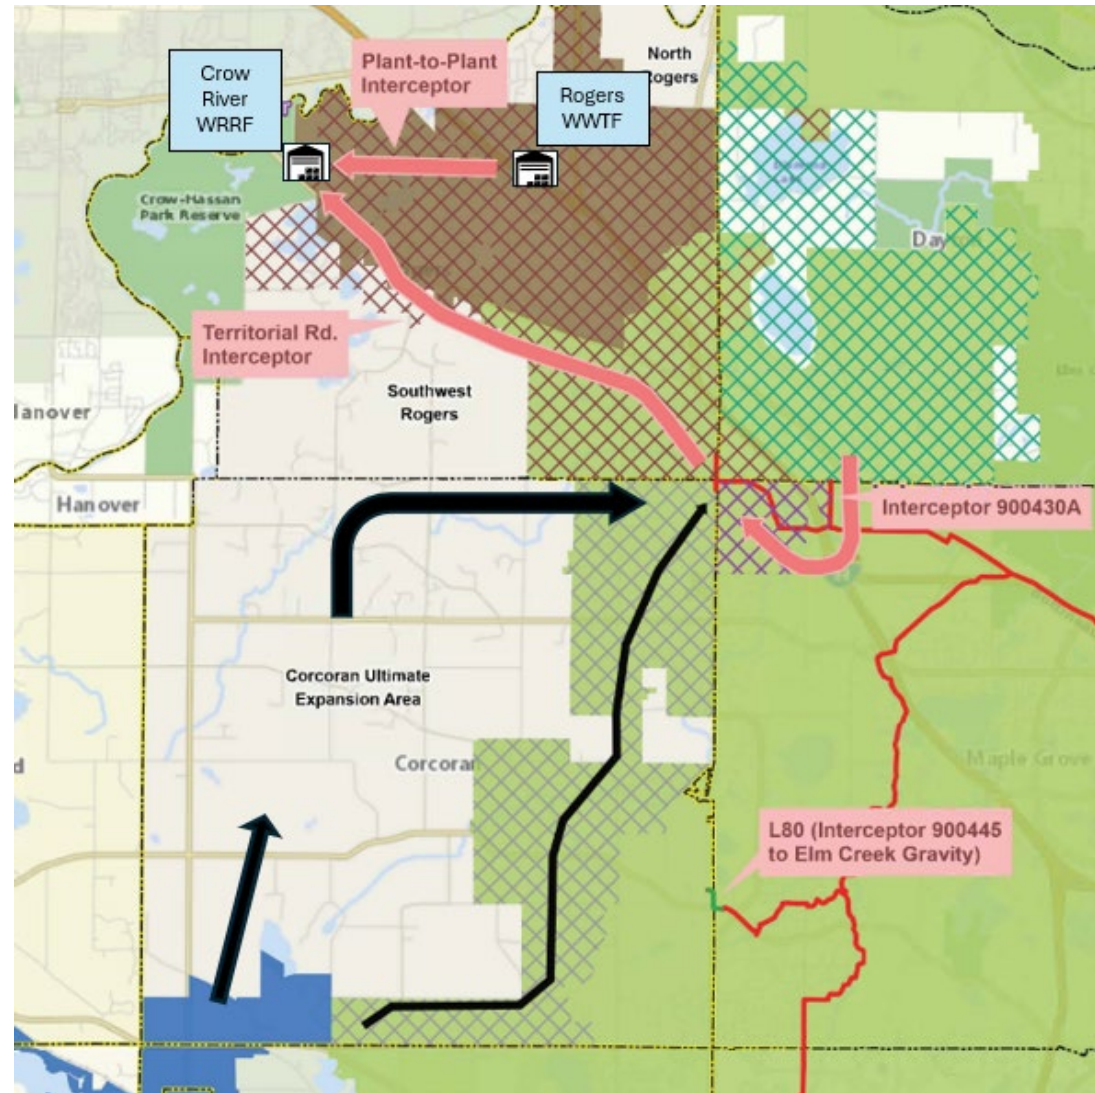 North
Rogers
Plant-to-Plant
Interceptor
Crow
River
WRRF
Rogers
WWTF
Crow-Hassan
Park Reserve
Territorial Rd.
Interceptor
Southwest
Rogers
Hanover
Interceptor 900430A
Corcoran Ultimate
Expansion Area
Corcoran
Maple Grove
L80 (Interceptor 900445
to Elm Creek Gravity)